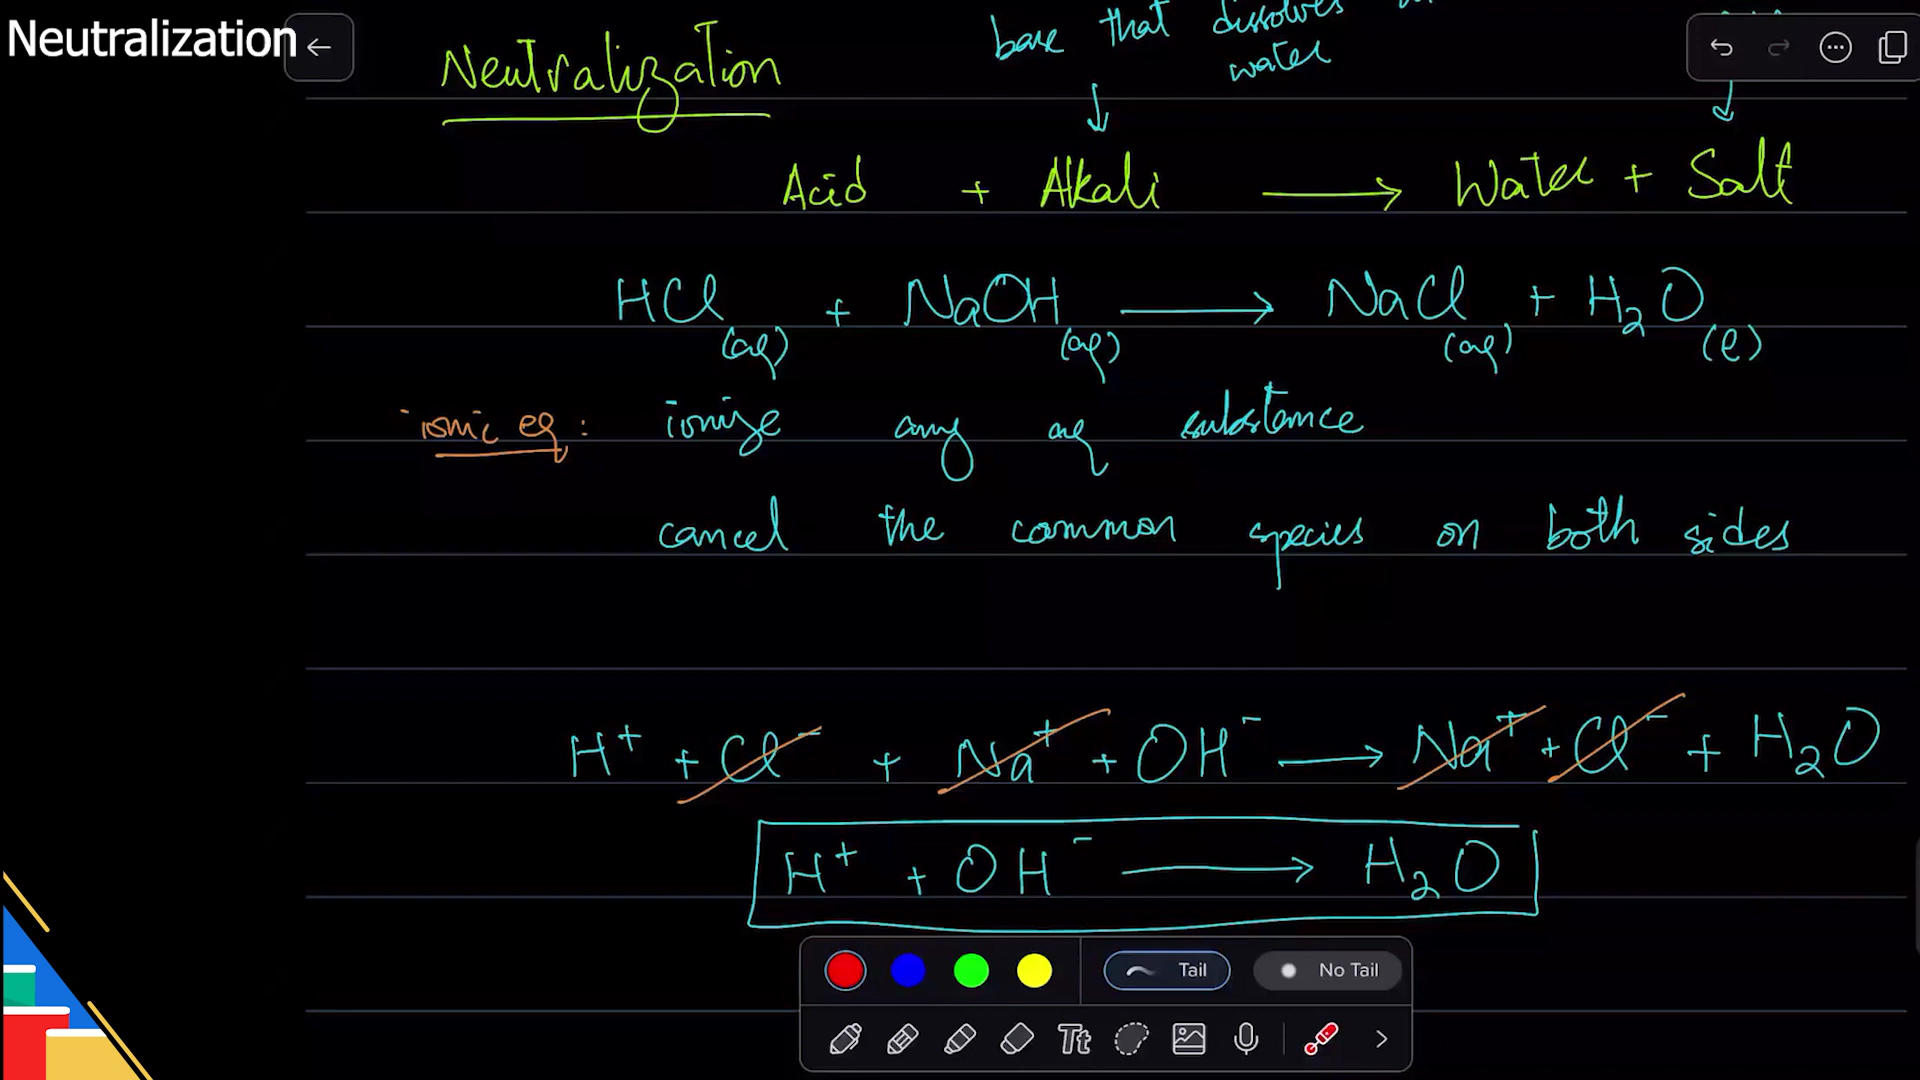 Neutralization
Neutralization
base that dissolves
water
↓ ↓
Acid + Alkali ⟶ Water + Salt
HCl(aq) + NaOH(aq) ⟶ NaCl(aq) + H₂O(l)
ionic eq: ionize any aq substance
cancel the common species on both sides
H⁺ + Cl⁻ + Na⁺ + OH⁻ ⟶ Na⁺ + Cl⁻ + H₂O
H⁺ + OH⁻ ⟶ H₂O
Tail No Tail
Tt